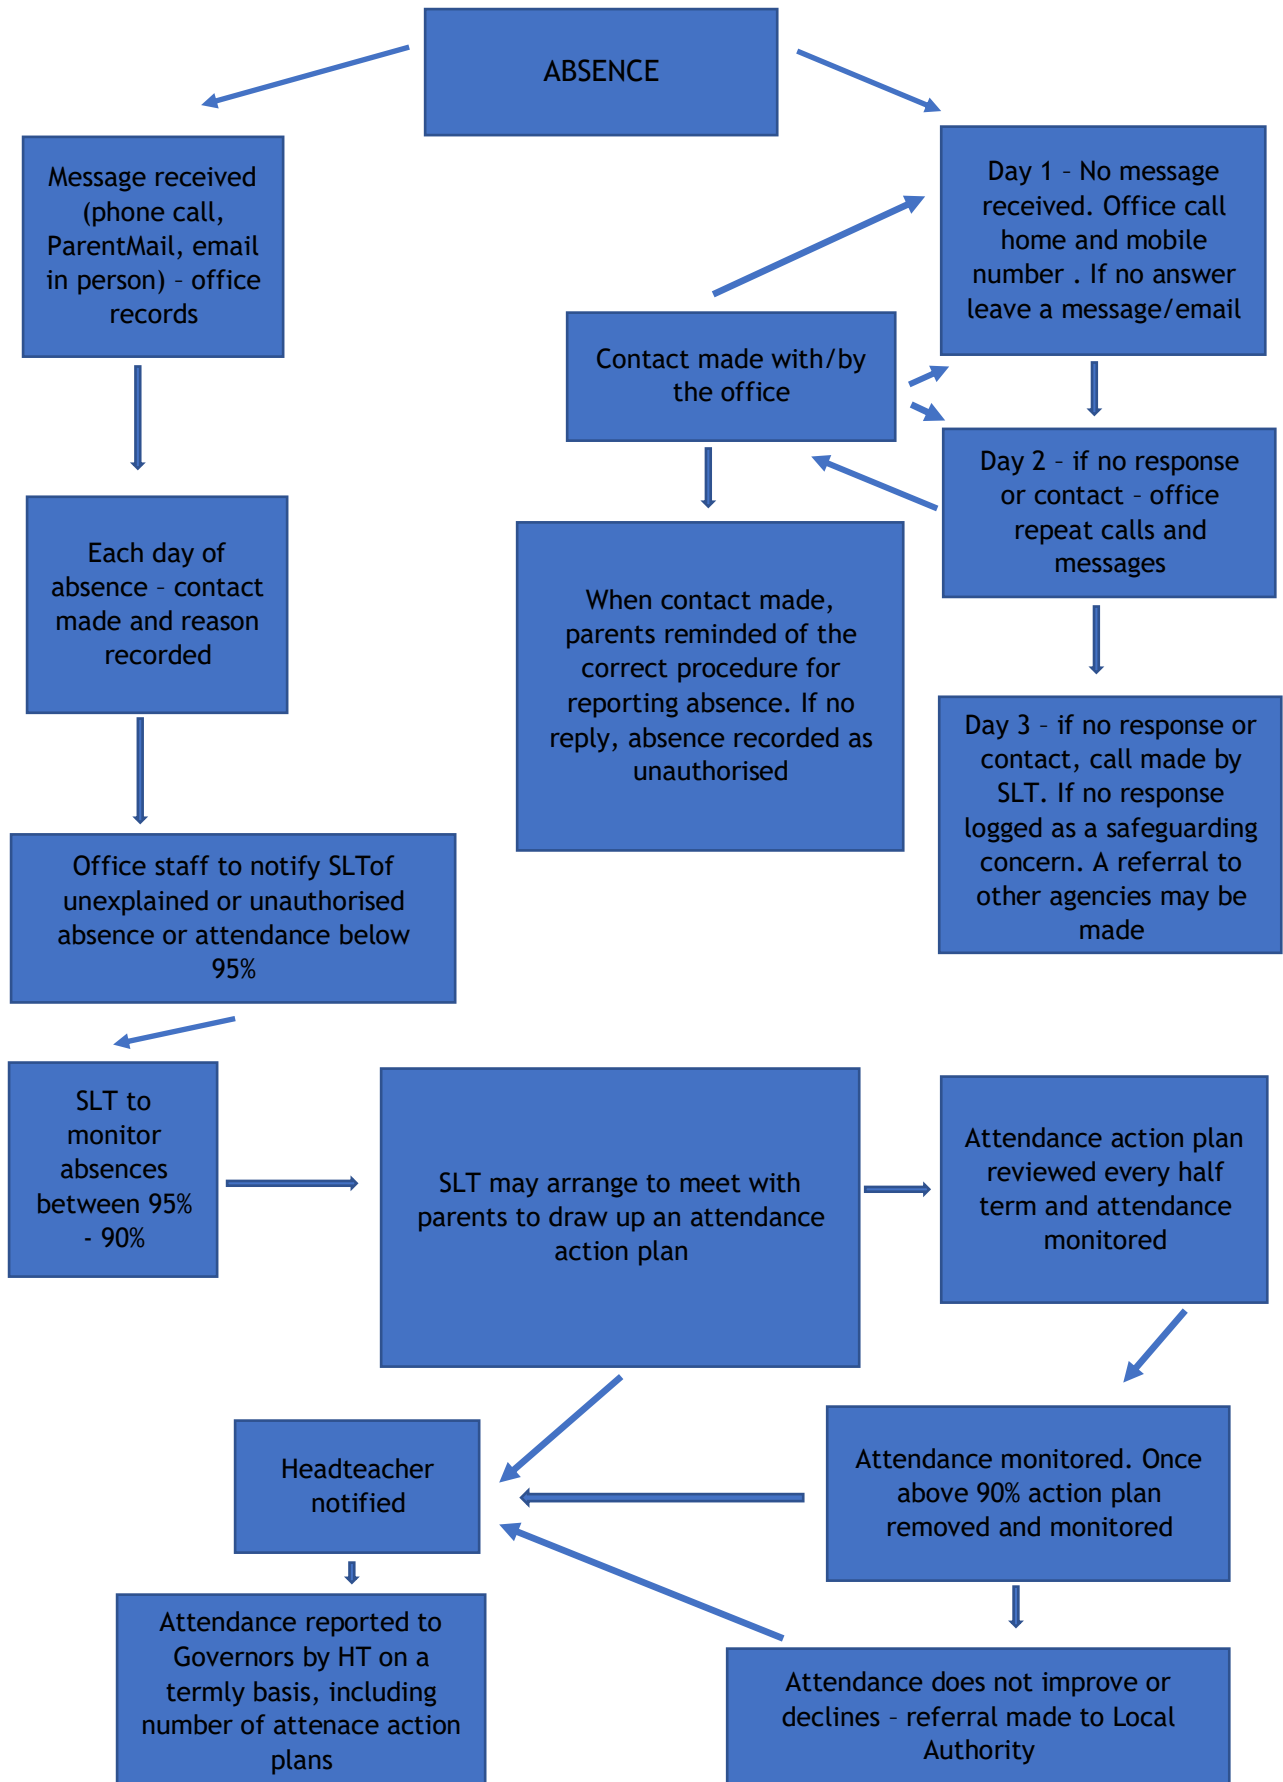 ABSENCE
Message received
(phone call,
ParentMail, email
in person) – office
records
Day 1 – No message
received. Office call
home and mobile
number . If no answer
leave a message/email
Contact made with/by
the office
Day 2 – if no response
or contact – office
repeat calls and
messages
Each day of
absence – contact
made and reason
recorded
When contact made,
parents reminded of the
correct procedure for
reporting absence. If no
reply, absence recorded as
unauthorised
Day 3 – if no response or
contact, call made by
SLT. If no response
logged as a safeguarding
concern. A referral to
other agencies may be
made
Office staff to notify SLTof
unexplained or unauthorised
absence or attendance below
95%
SLT to
monitor
absences
between 95%
- 90%
SLT may arrange to meet with
parents to draw up an attendance
action plan
Attendance action plan
reviewed every half
term and attendance
monitored
Headteacher
notified
Attendance monitored. Once
above 90% action plan
removed and monitored
Attendance reported to
Governors by HT on a
termly basis, including
number of attenace action
plans
Attendance does not improve or
declines – referral made to Local
Authority